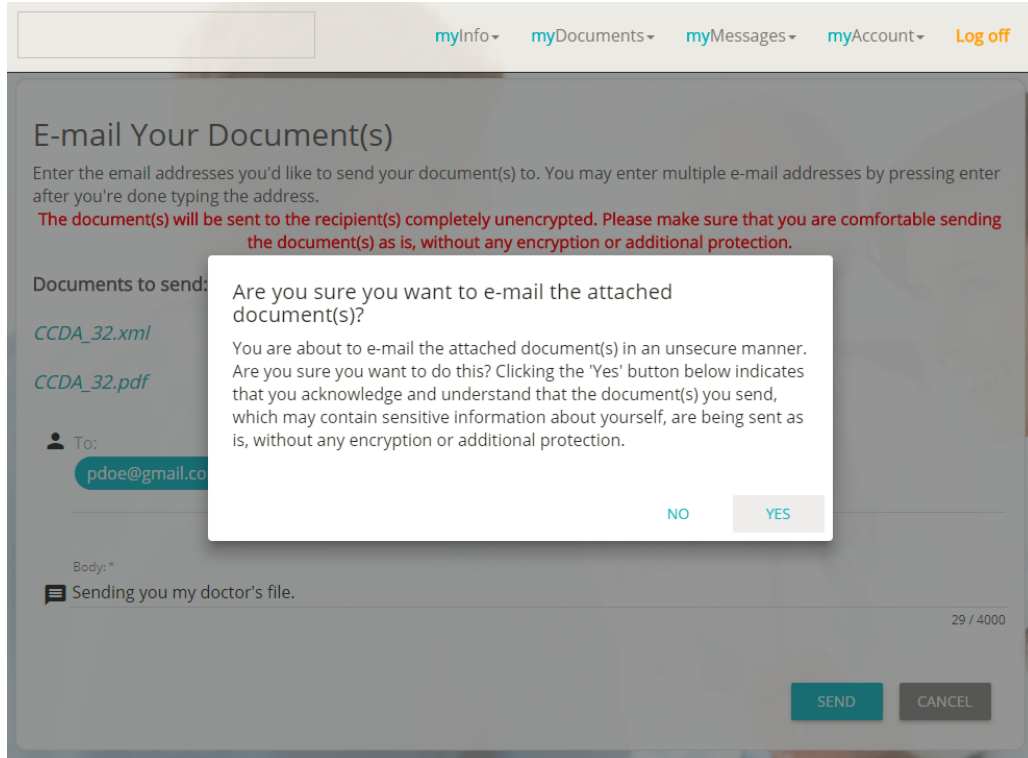 myInfo myDocuments myMessages myAccount Log off
E-mail Your Document(s)
Enter the email addresses you'd like to send your document(s) to. You may enter multiple e-mail addresses by pressing enter
after you're done typing the address.
The document(s) will be sent to the recipient(s) completely unencrypted. Please make sure that you are comfortable sending
the document(s) as is, without any encryption or additional protection.
Documents to send:
CCDA_32.xml
CCDA_32.pdf
Are you sure you want to e-mail the attached
document(s)?
You are about to e-mail the attached document(s) in an unsecure manner.
Are you sure you want to do this? Clicking the 'Yes' button below indicates
that you acknowledge and understand that the document(s) you send,
which may contain sensitive information about yourself, are being sent as
is, without any encryption or additional protection.
NO YES
To:
pdoe@gmail.co
Body: *
Sending you my doctor's file.
29 / 4000
SEND CANCEL